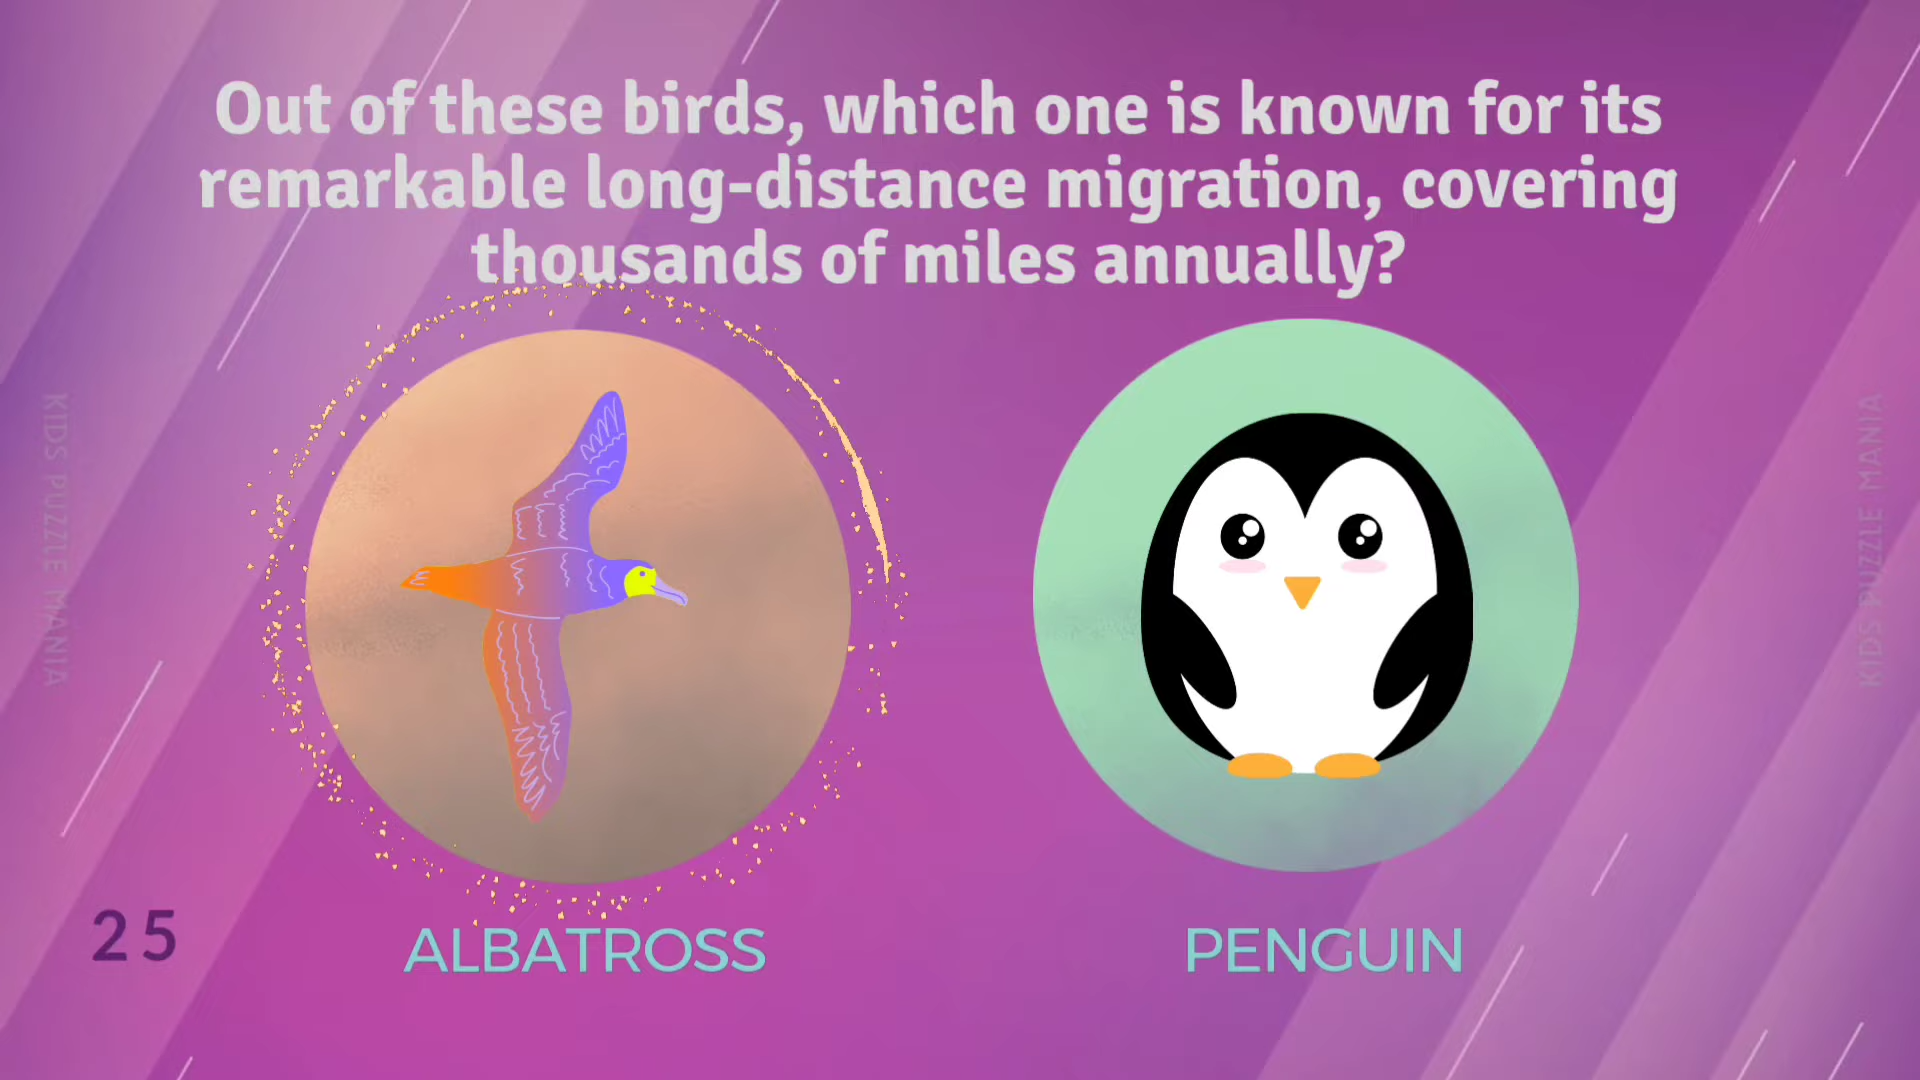 Out of these birds, which one is known for its
remarkable long-distance migration, covering
thousands of miles annually?
KIDS PUZZLE MANIA
KIDS PUZZLE MANIA
25
ALBATROSS
PENGUIN